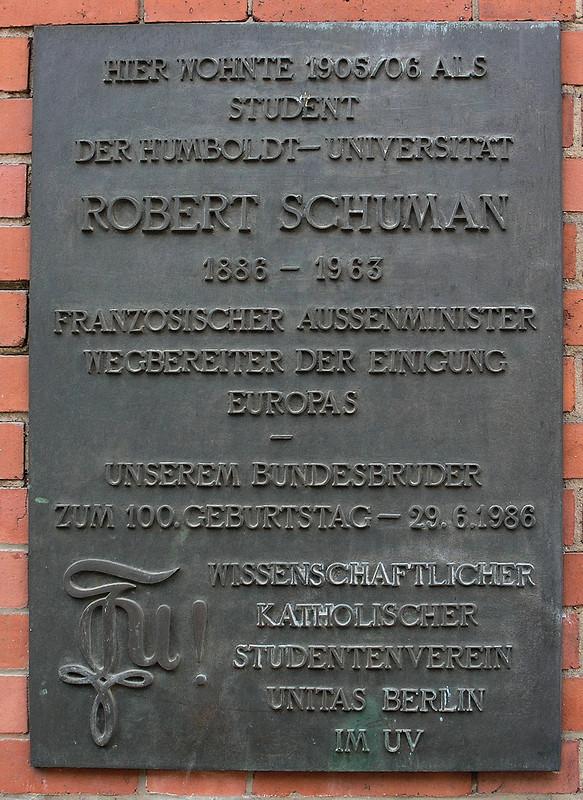 HIER WOHNTE 1905/06 ALS
STUDENT
DER HUMBOLDT-UNIVERSITÄT
ROBERT SCHUMAN
1886 - 1963
FRANZÖSISCHER AUSSENMINISTER
WEGBEREITER DER EINIGUNG
EUROPAS
—
UNSEREM BUNDESBRUDER
ZUM 100. GEBURTSTAG - 29.6.1986
WISSENSCHAFTLICHER
KATHOLISCHER
STUDENTENVEREIN
UNITAS BERLIN
IM UV